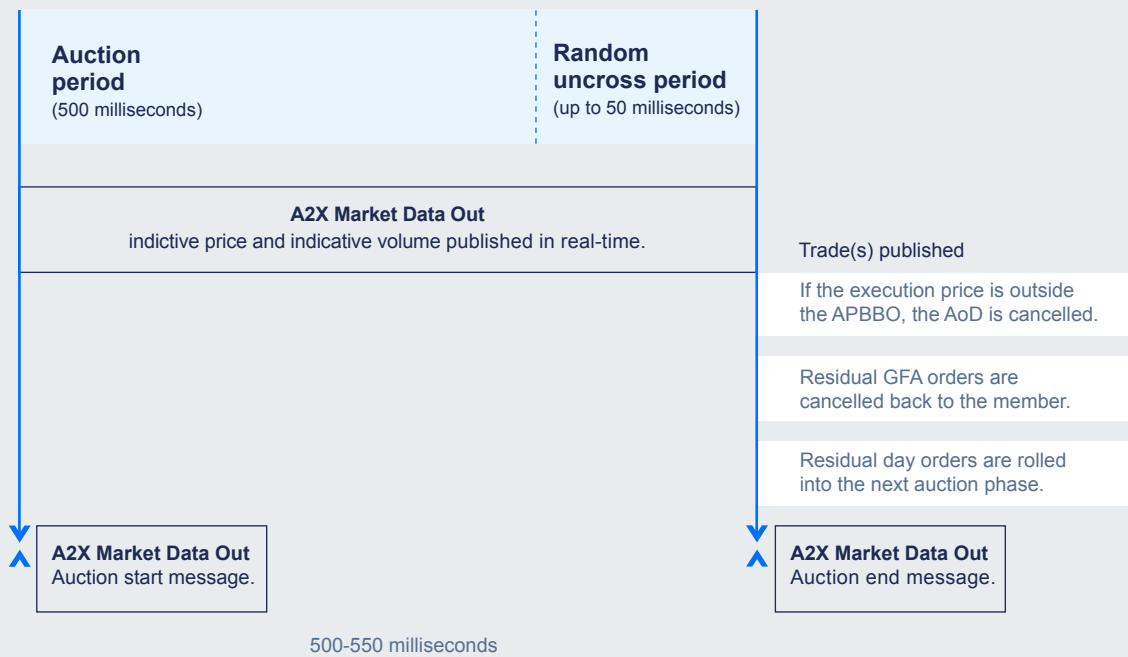 Auction
period
(500 milliseconds)
Random
uncross period
(up to 50 milliseconds)
A2X Market Data Out
indictive price and indicative volume published in real-time.
Trade(s) published
If the execution price is outside
the APBBO, the AoD is cancelled.
Residual GFA orders are
cancelled back to the member.
Residual day orders are rolled
into the next auction phase.
A2X Market Data Out
Auction start message.
A2X Market Data Out
Auction end message.
500-550 milliseconds